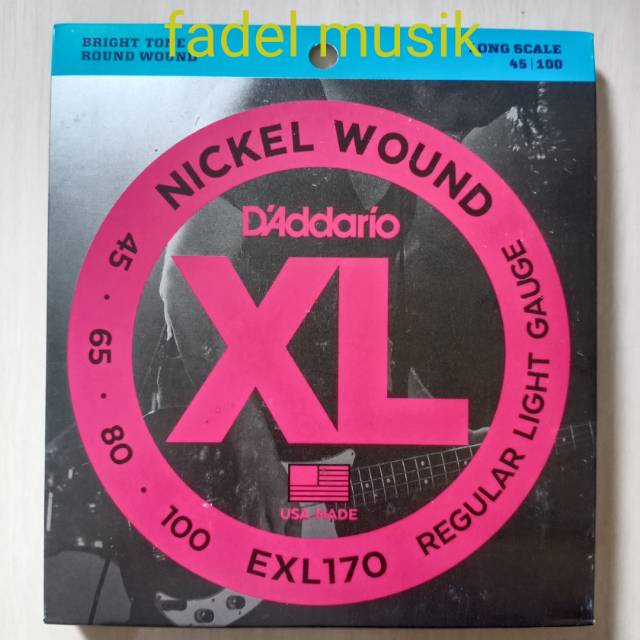 fadel musik
BRIGHT TONE
ROUND WOUND
LONG SCALE
45 | 100
NICKEL WOUND
D'Addario
XL
45 · 65 · 80 · 100
REGULAR LIGHT GAUGE
USA MADE
EXL170